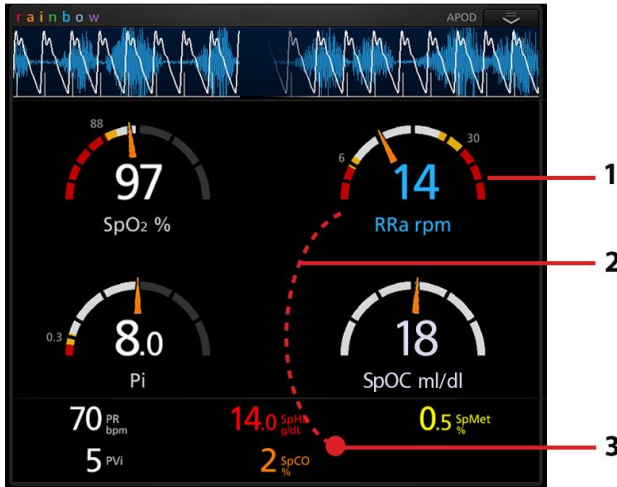 rainbow APOD
1
88
97
SpO2 %
6
30
14
RRa rpm
2
0.3
8.0
Pi
18
SpOC ml/dl
70 PR bpm
14.0 SpHb g/dL
0.5 SpMet %
3
5 PVi
2 SpCO %